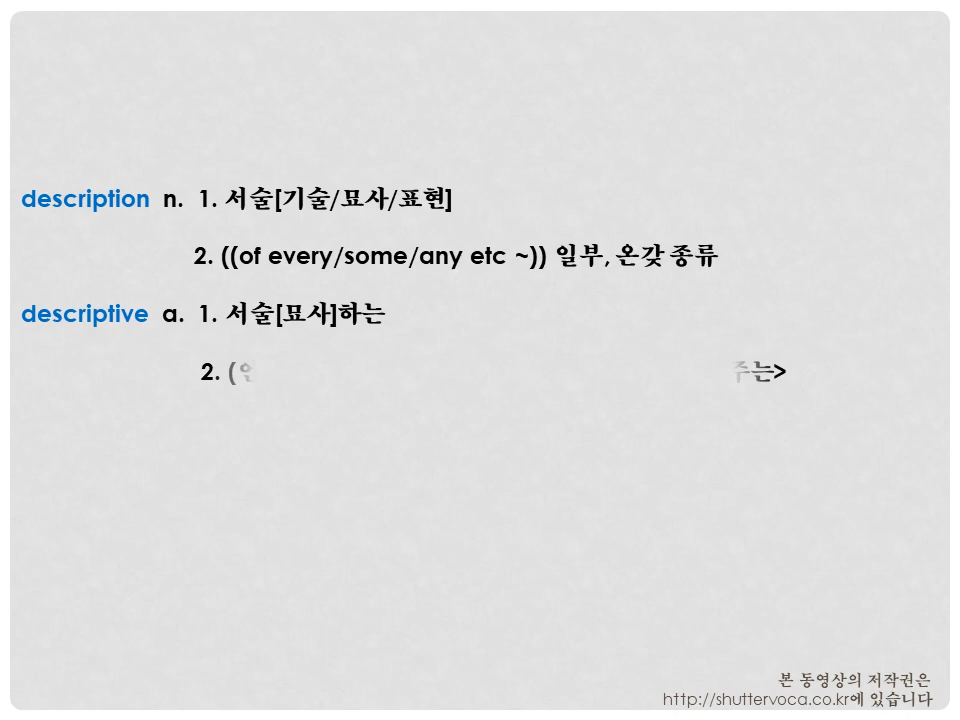 description n. 1. 서술[기술/묘사/표현]
2. ((of every/some/any etc ~)) 일부, 온갖 종류
descriptive a. 1. 서술[묘사]하는
2.
본 동영상의 저작권은
http://shuttervoca.co.kr에 있습니다